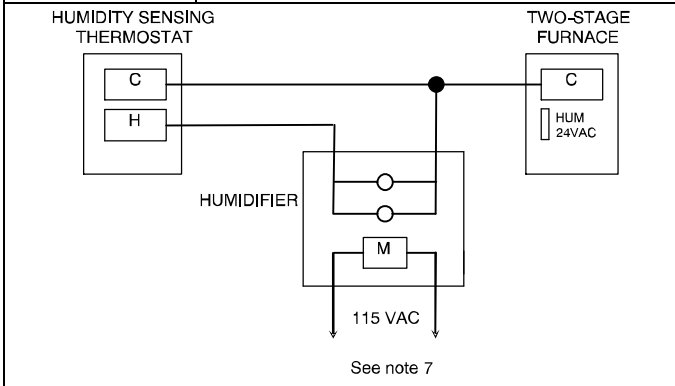 HUMIDITY SENSING
THERMOSTAT
TWO-STAGE
FURNACE
C
C
H
HUM
24VAC
HUMIDIFIER
M
115 VAC
See note 7